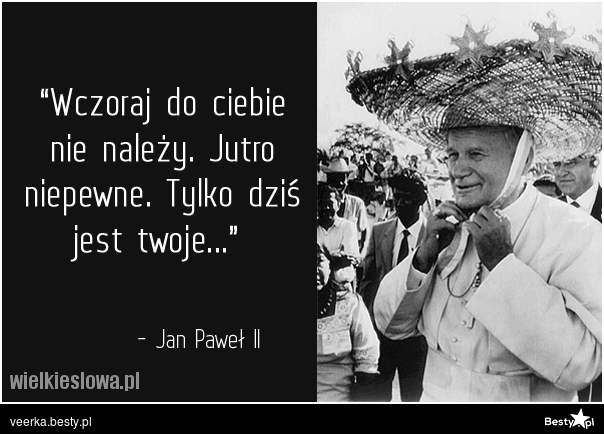 “Wczoraj do ciebie
nie należy. Jutro
niepewne. Tylko dziś
jest twoje...”
- Jan Paweł II
wielkieslowa.pl
veerka.besty.pl
Besty.pl